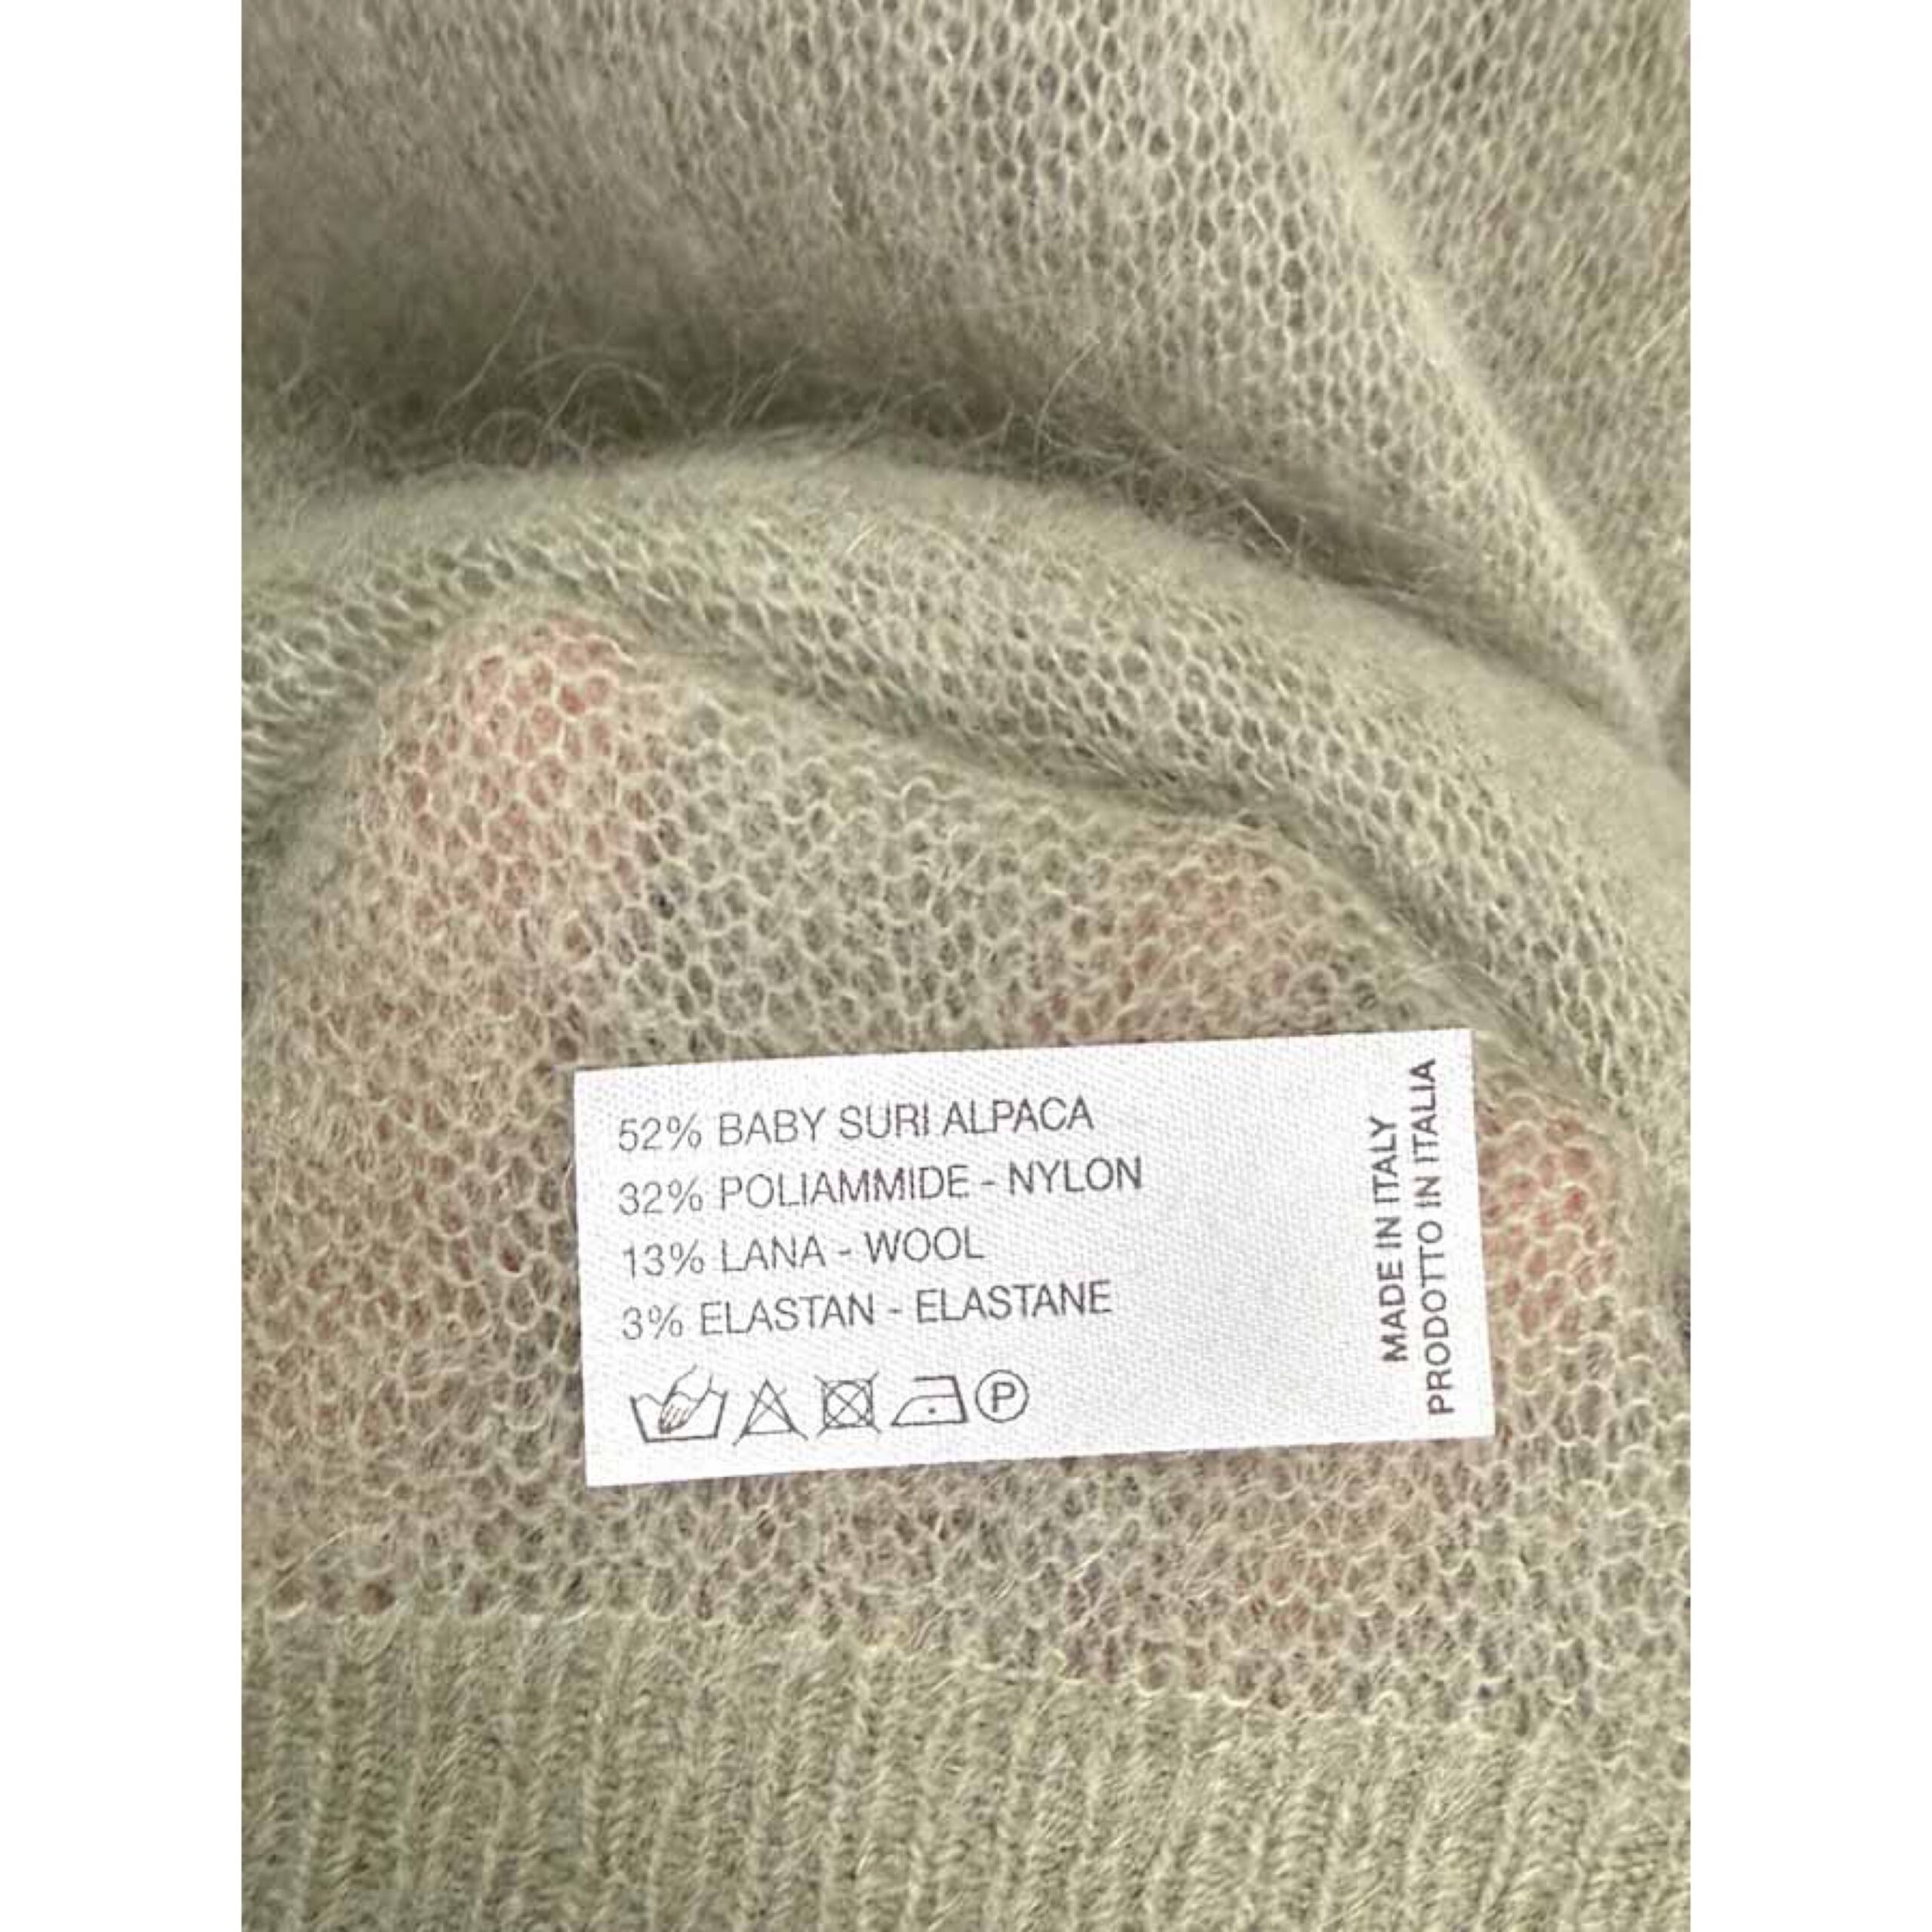 52% BABY SURI ALPACA
32% POLIAMMIDE - NYLON
13% LANA - WOOL
3% ELASTAN - ELASTANE
P
MADE IN ITALY
PRODOTTO IN ITALIA